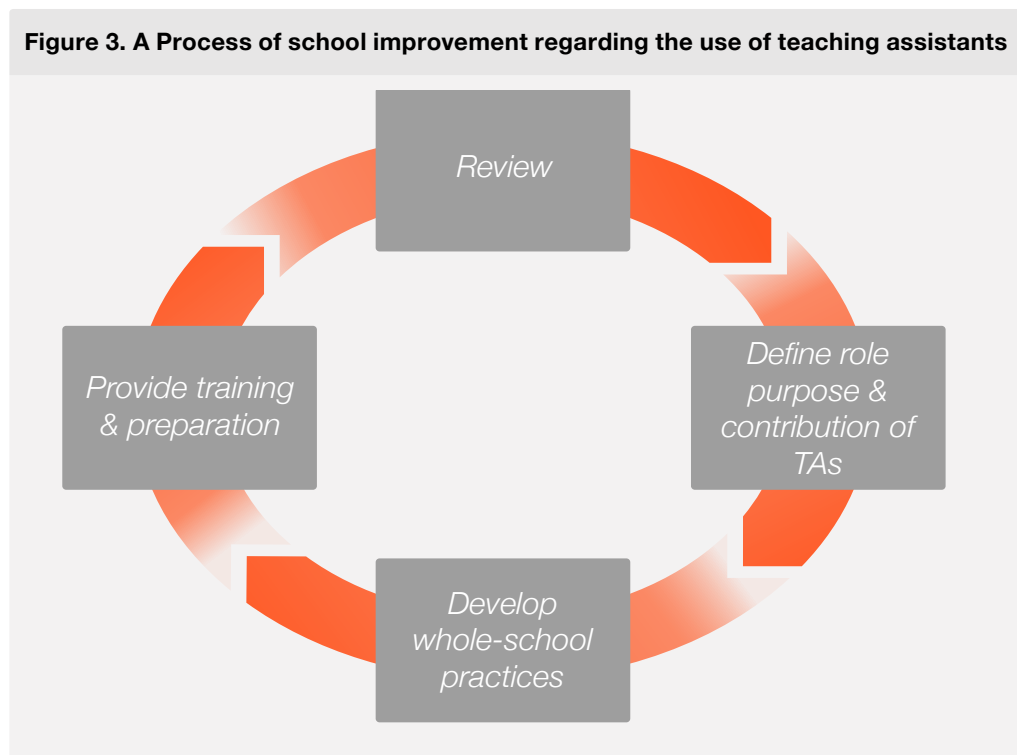 Figure 3. A Process of school improvement regarding the use of teaching assistants
Review
Define role
purpose &
contribution of
TAs
Develop
whole-school
practices
Provide training
& preparation